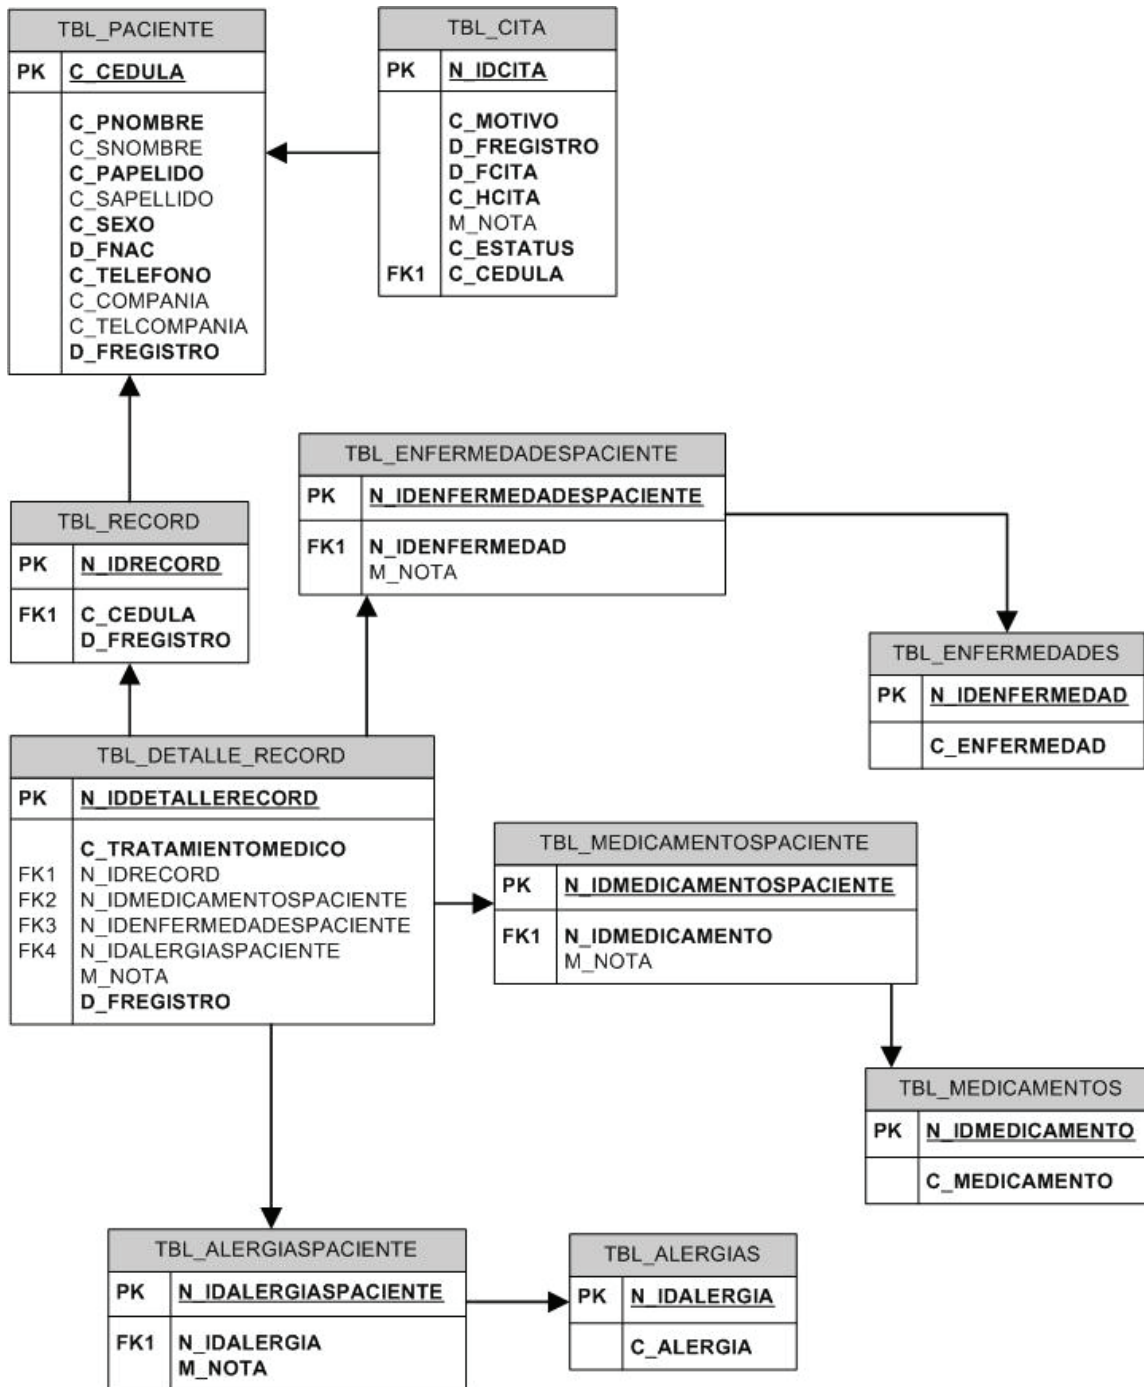 TBL_PACIENTE
PK C_CEDULA
C_PNOMBRE
C_SNOMBRE
C_PAPELIDO
C_SAPELLIDO
C_SEXO
D_FNAC
C_TELEFONO
C_COMPANIA
C_TELCOMPANIA
D_FREGISTRO
TBL_CITA
PK N_IDCITA
C_MOTIVO
D_FREGISTRO
D_FCITA
C_HCITA
M_NOTA
C_ESTATUS
FK1 C_CEDULA
TBL_ENFERMEDADESPACIENTE
PK N_IDENFERMEDADESPACIENTE
FK1 N_IDENFERMEDAD
M_NOTA
TBL_RECORD
PK N_IDRECORD
FK1 C_CEDULA
D_FREGISTRO
TBL_ENFERMEDADES
PK N_IDENFERMEDAD
C_ENFERMEDAD
TBL_DETALLE_RECORD
PK N_IDDETALLERECORD
C_TRATAMIENTOMEDICO
FK1 N_IDRECORD
FK2 N_IDMEDICAMENTOSPACIENTE
FK3 N_IDENFERMEDADESPACIENTE
FK4 N_IDALERGIASPACIENTE
M_NOTA
D_FREGISTRO
TBL_MEDICAMENTOSPACIENTE
PK N_IDMEDICAMENTOSPACIENTE
FK1 N_IDMEDICAMENTO
M_NOTA
TBL_MEDICAMENTOS
PK N_IDMEDICAMENTO
C_MEDICAMENTO
TBL_ALERGIASPACIENTE
PK N_IDALERGIASPACIENTE
FK1 N_IDALERGIA
M_NOTA
TBL_ALERGIAS
PK N_IDALERGIA
C_ALERGIA